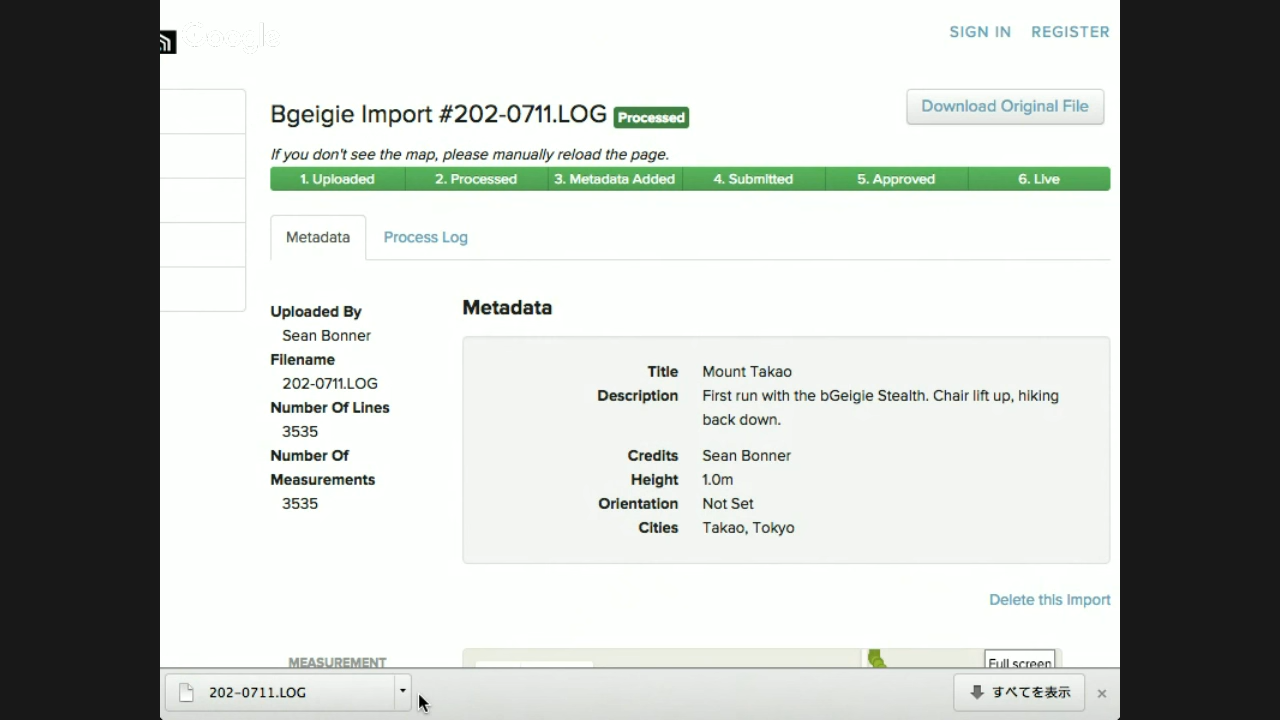 Google
SIGN IN REGISTER
Bgeigie Import #202-0711.LOG Processed
Download Original File
If you don't see the map, please manually reload the page.
1. Uploaded 2. Processed 3. Metadata Added 4. Submitted 5. Approved 6. Live
Metadata Process Log
Uploaded By
Sean Bonner
Filename
202-0711.LOG
Number Of Lines
3535
Number Of
Measurements
3535
Metadata
Title Mount Takao
Description First run with the bGeigie Stealth. Chair lift up, hiking
back down.
Credits Sean Bonner
Height 1.0m
Orientation Not Set
Cities Takao, Tokyo
Delete this Import
MEASUREMENT
Full screen
202-0711.LOG
すべてを表示